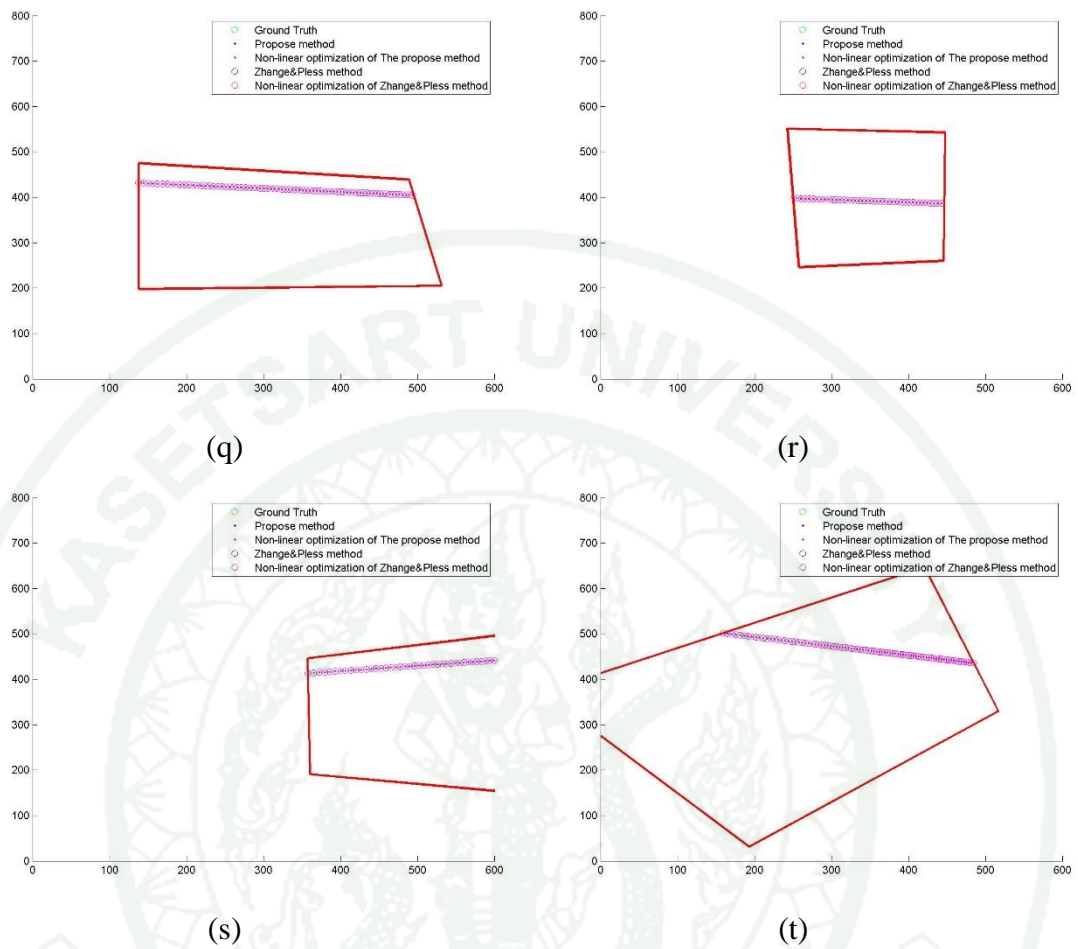 800
700
600
500
400
300
200
100
0
0 100 200 300 400 500 600
Ground Truth
Propose method
Non-linear optimization of The propose method
Zhange&Pless method
Non-linear optimization of Zhange&Pless method
(q)
800
700
600
500
400
300
200
100
0
0 100 200 300 400 500 600
Ground Truth
Propose method
Non-linear optimization of The propose method
Zhange&Pless method
Non-linear optimization of Zhange&Pless method
(r)
800
700
600
500
400
300
200
100
0
0 100 200 300 400 500 600
Ground Truth
Propose method
Non-linear optimization of The propose method
Zhange&Pless method
Non-linear optimization of Zhange&Pless method
(s)
800
700
600
500
400
300
200
100
0
0 100 200 300 400 500 600
Ground Truth
Propose method
Non-linear optimization of The propose method
Zhange&Pless method
Non-linear optimization of Zhange&Pless method
(t)
KASETSART UNIVERSITY